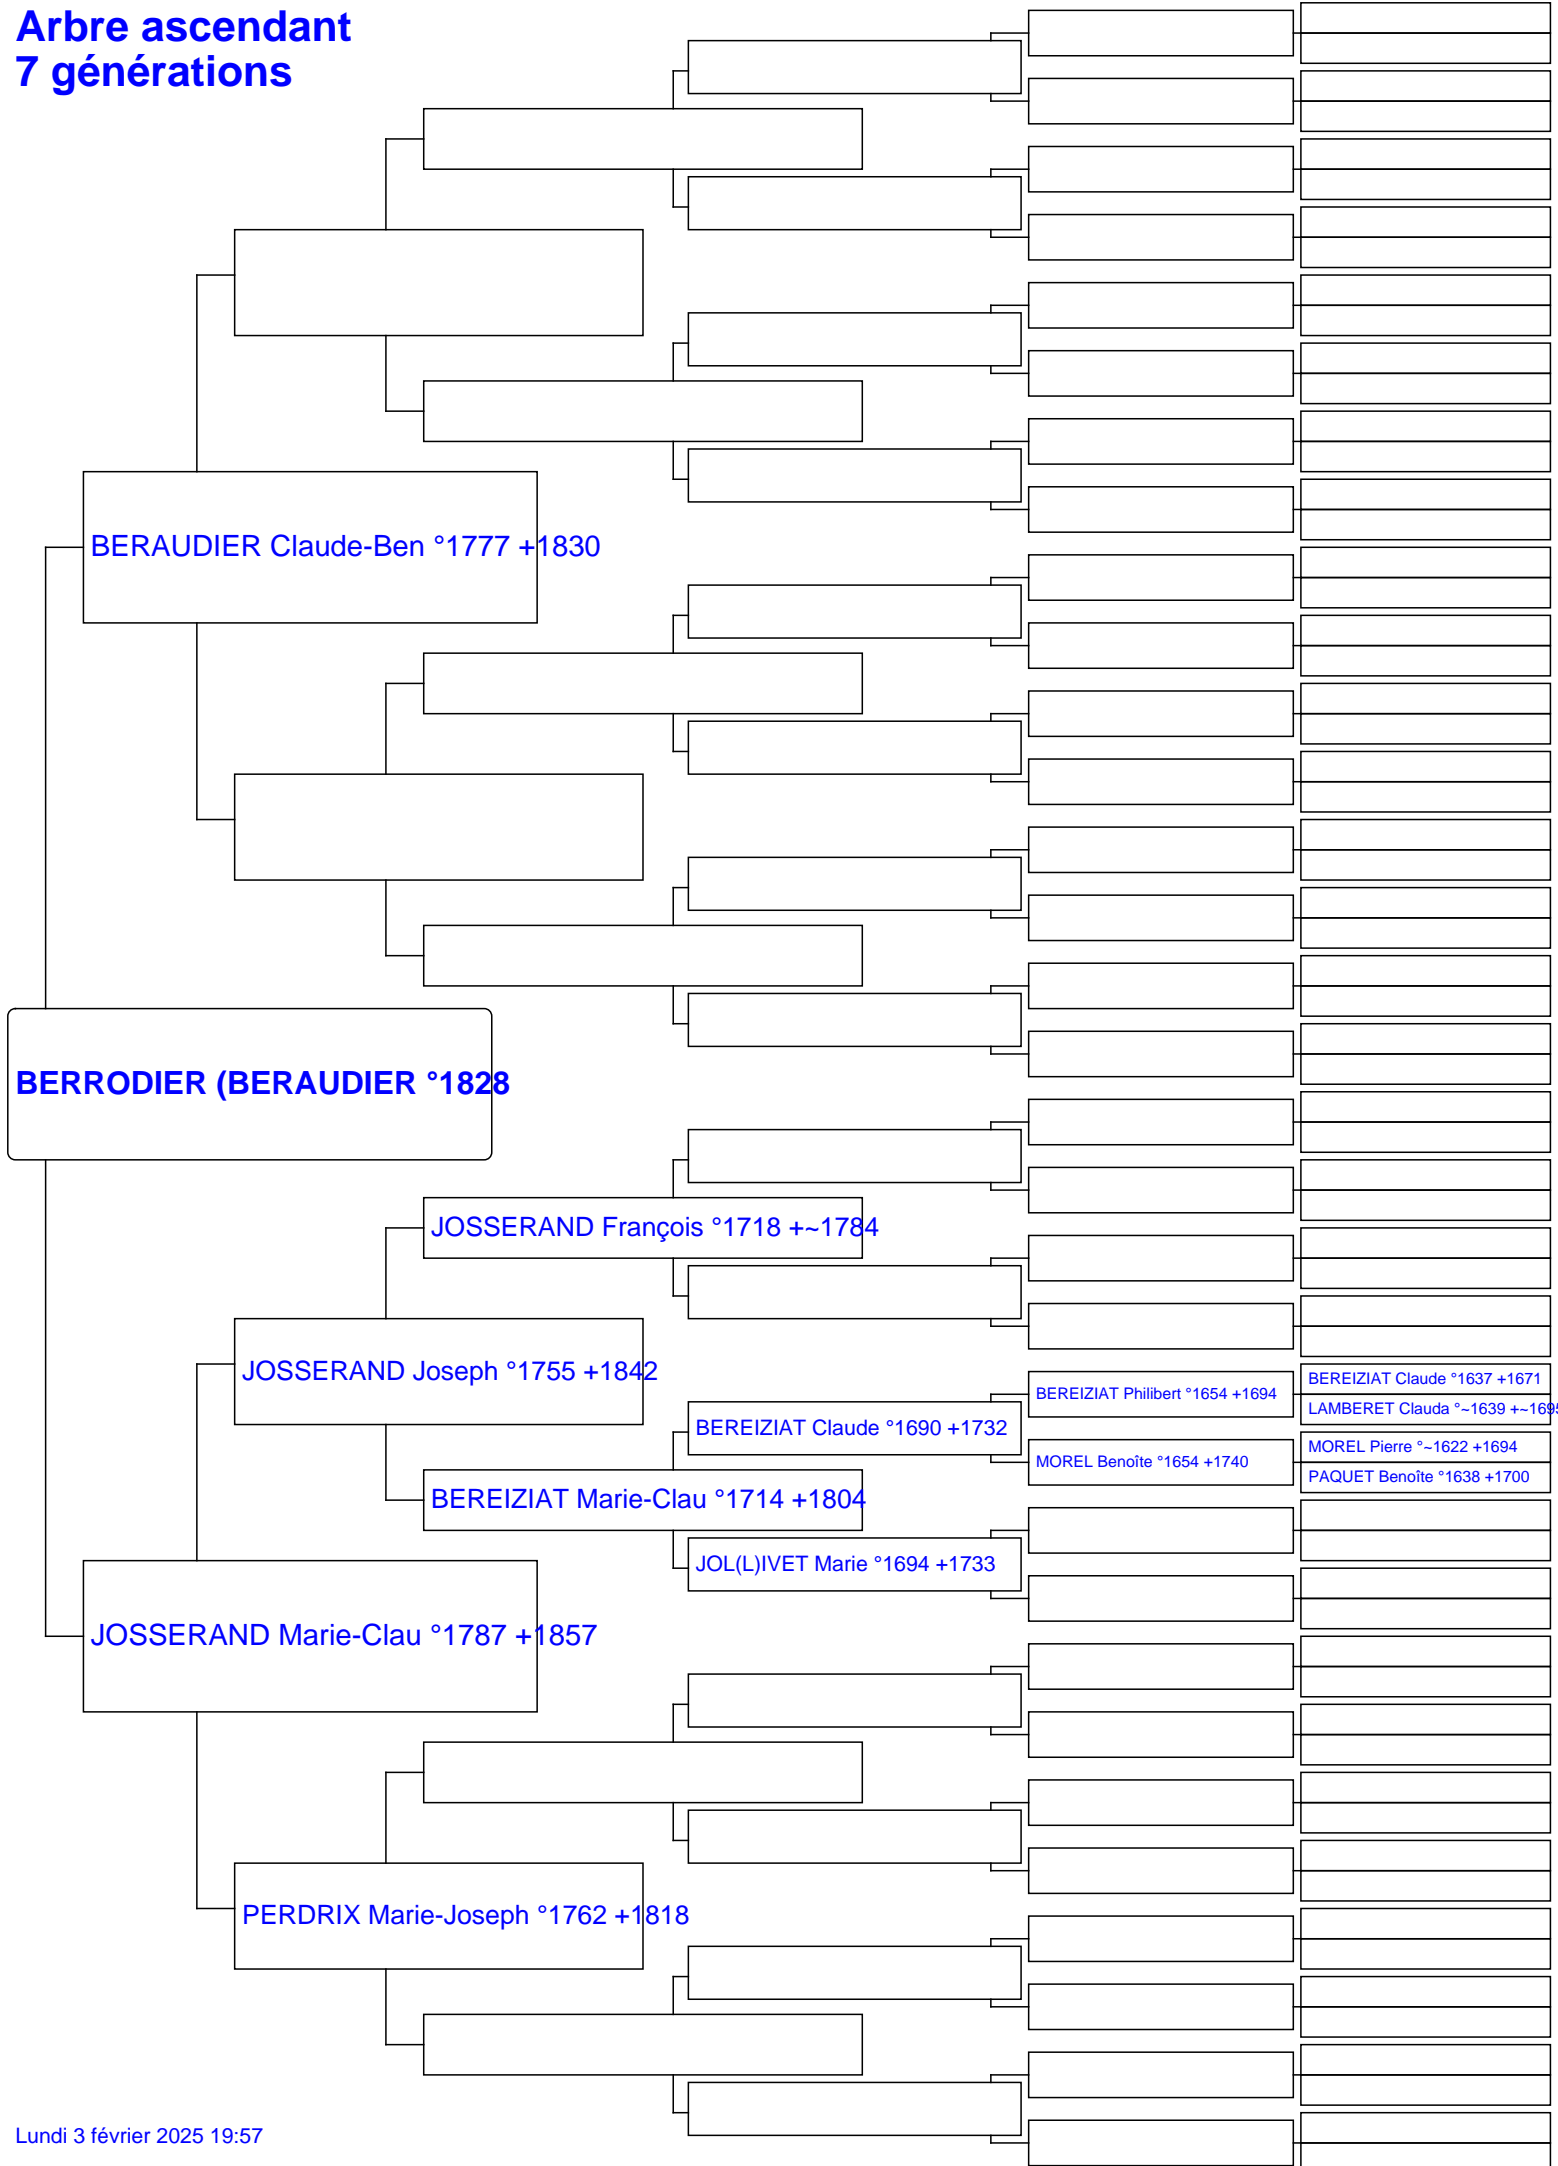 Arbre ascendant
7 générations
BERAUDIER Claude-Ben °1777 +1830
BERRODIER (BERAUDIER °1828
JOSSERAND François °1718 +~1784
JOSSERAND Joseph °1755 +1842
BEREIZIAT Claude °1637 +1671
BEREIZIAT Philibert °1654 +1694
LAMBERET Clauda °~1639 +~1695
BEREIZIAT Claude °1690 +1732
MOREL Pierre °~1622 +1694
MOREL Benoîte °1654 +1740
PAQUET Benoîte °1638 +1700
BEREIZIAT Marie-Clau °1714 +1804
JOL(L)IVET Marie °1694 +1733
JOSSERAND Marie-Clau °1787 +1857
PERDRIX Marie-Joseph °1762 +1818
Lundi 3 février 2025 19:57